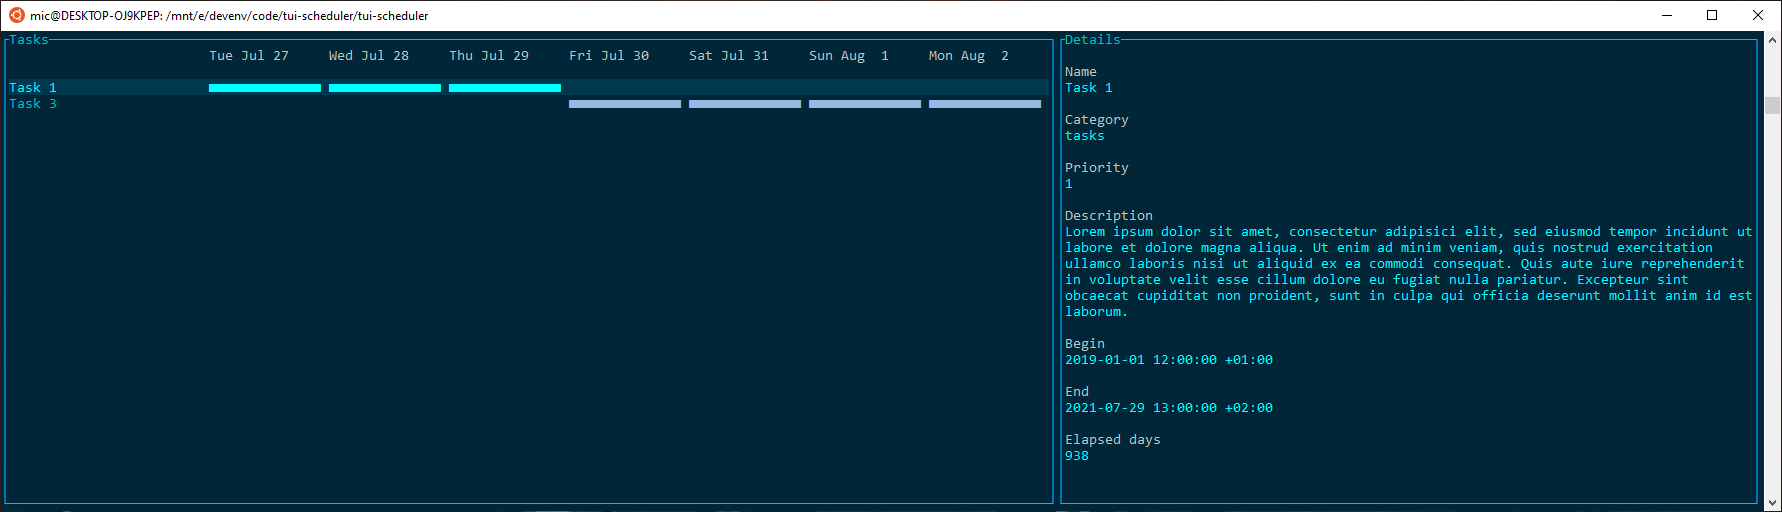 mic@DESKTOP-OJ9KPEP: /mnt/e/devenv/code/tui-scheduler/tui-scheduler
Tasks
Tue Jul 27 Wed Jul 28 Thu Jul 29 Fri Jul 30 Sat Jul 31 Sun Aug 1 Mon Aug 2
Task 1
Task 3
Details
Name
Task 1
Category
tasks
Priority
1
Description
Lorem ipsum dolor sit amet, consectetur adipisici elit, sed eiusmod tempor incidunt ut
labore et dolore magna aliqua. Ut enim ad minim veniam, quis nostrud exercitation
ullamco laboris nisi ut aliquid ex ea commodi consequat. Quis aute iure reprehenderit
in voluptate velit esse cillum dolore eu fugiat nulla pariatur. Excepteur sint
obcaecat cupiditat non proident, sunt in culpa qui officia deserunt mollit anim id est
laborum.
Begin
2019-01-01 12:00:00 +01:00
End
2021-07-29 13:00:00 +02:00
Elapsed days
938